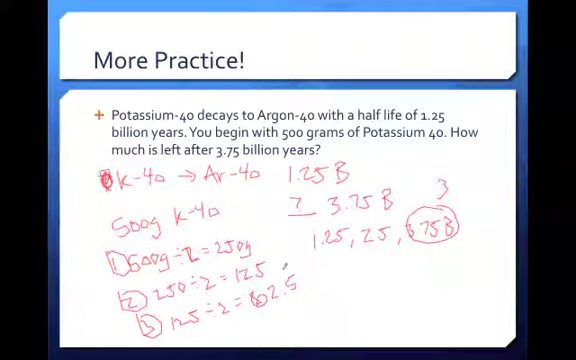 More Practice!
Potassium-40 decays to Argon-40 with a half life of 1.25
billion years. You begin with 500 grams of Potassium 40. How
much is left after 3.75 billion years?
K-40 → Ar-40 1.25 B
500g K-40 ? 3.75 B 3
1.25, 2.5, 3.75 B
① 500g ÷ 2 = 250g
② 250 ÷ 2 = 125
③ 125 ÷ 2 = 62.5